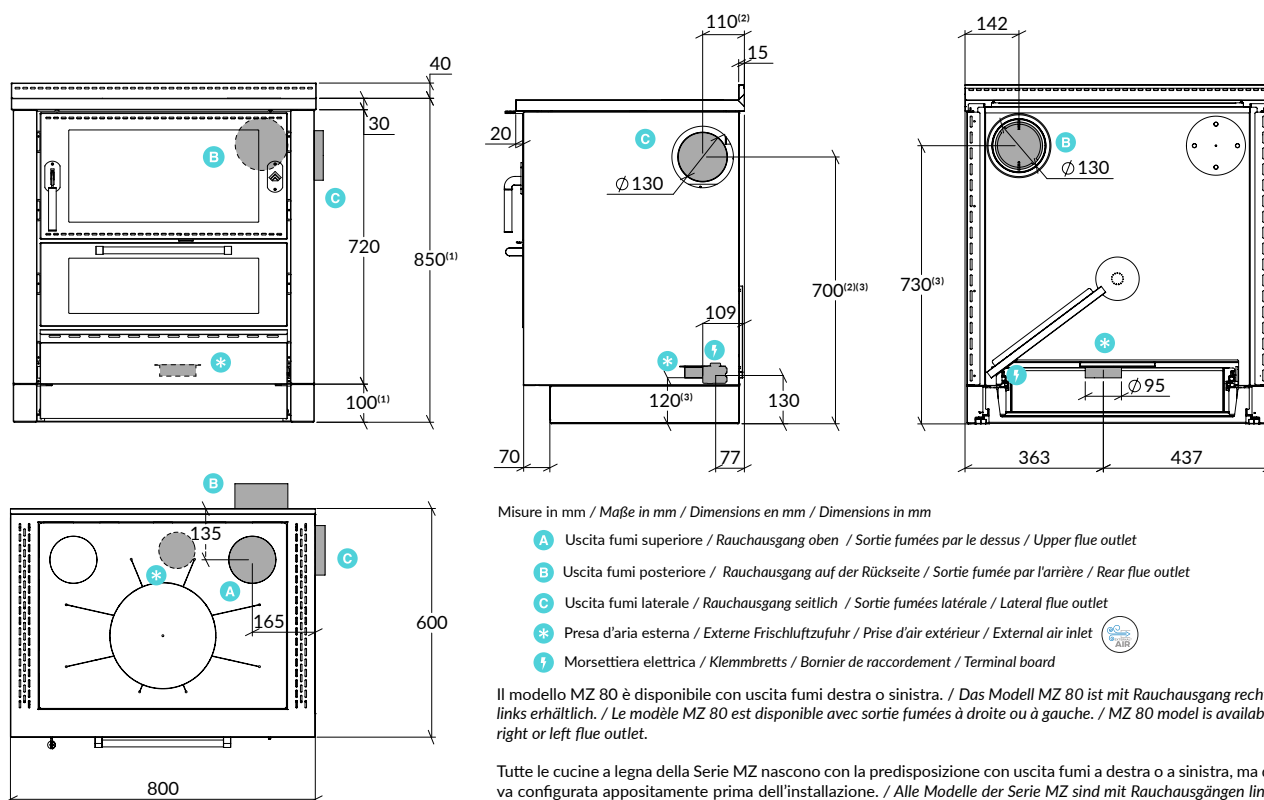 40
30
B
C
720
850(1)
100(1)
110(2)
15
20
C
Ø130
700(2)(3)
109
120(3)
130
70
77
142
B
Ø130
730(3)
Ø95
363
437
B
135
C
A
165
600
800
Misure in mm / Maße in mm / Dimensions en mm / Dimensions in mm
A Uscita fumi superiore / Rauchausgang oben / Sortie fumées par le dessus / Upper flue outlet
B Uscita fumi posteriore / Rauchausgang auf der Rückseite / Sortie fumée par l'arrière / Rear flue outlet
C Uscita fumi laterale / Rauchausgang seitlich / Sortie fumées latérale / Lateral flue outlet
* Presa d'aria esterna / Externe Frischluftzufuhr / Prise d'air extérieur / External air inlet
AIR
Morsettiera elettrica / Klemmbretts / Bornier de raccordement / Terminal board
Il modello MZ 80 è disponibile con uscita fumi destra o sinistra. / Das Modell MZ 80 ist mit Rauchausgang rech
links erhältlich. / Le modèle MZ 80 est disponible avec sortie fumées à droite ou à gauche. / MZ 80 model is availab
right or left flue outlet.
Tutte le cucine a legna della Serie MZ nascono con la predisposizione con uscita fumi a destra o a sinistra, ma
va configurata appositamente prima dell'installazione. / Alle Modelle der Serie MZ sind mit Rauchausgängen lin